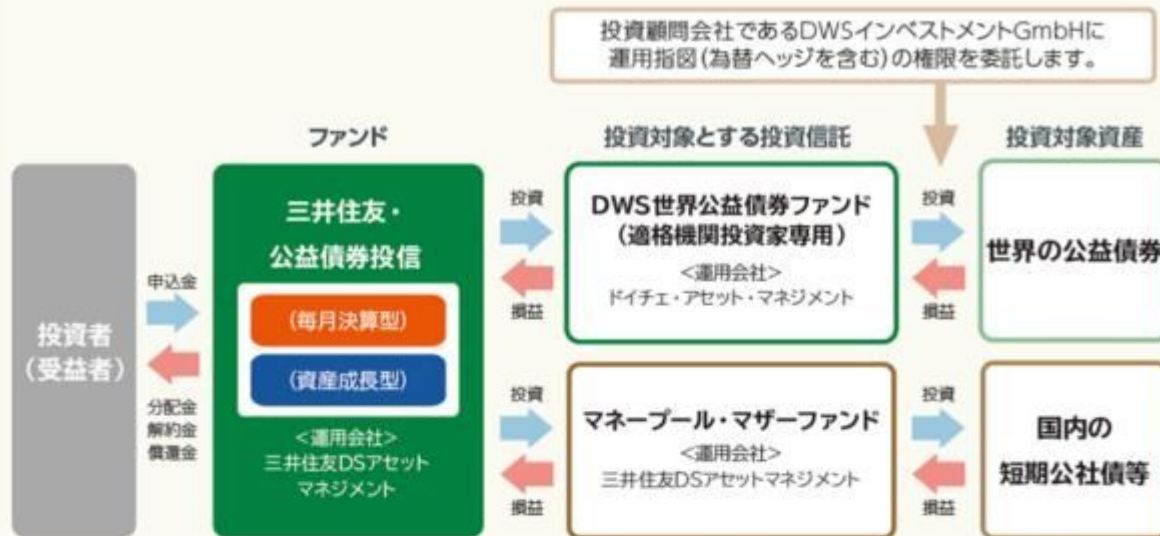 投資顧問会社であるDWSインベストメントGmbHに
運用指図(為替ヘッジを含む)の権限を委託します。
ファンド
投資対象とする投資信託
投資対象資産
投資者
(受益者)
申込金
分配金
解約金
償還金
三井住友・
公益債券投信
(毎月決算型)
(資産成長型)
<運用会社>
三井住友DSアセット
マネジメント
投資
損益
DWS世界公益債券ファンド
(適格機関投資家専用)
<運用会社>
ドイチェ・アセット・マネジメント
投資
損益
世界の公益債券
投資
損益
マネープール・マザーファンド
<運用会社>
三井住友DSアセットマネジメント
投資
損益
国内の
短期公社債等